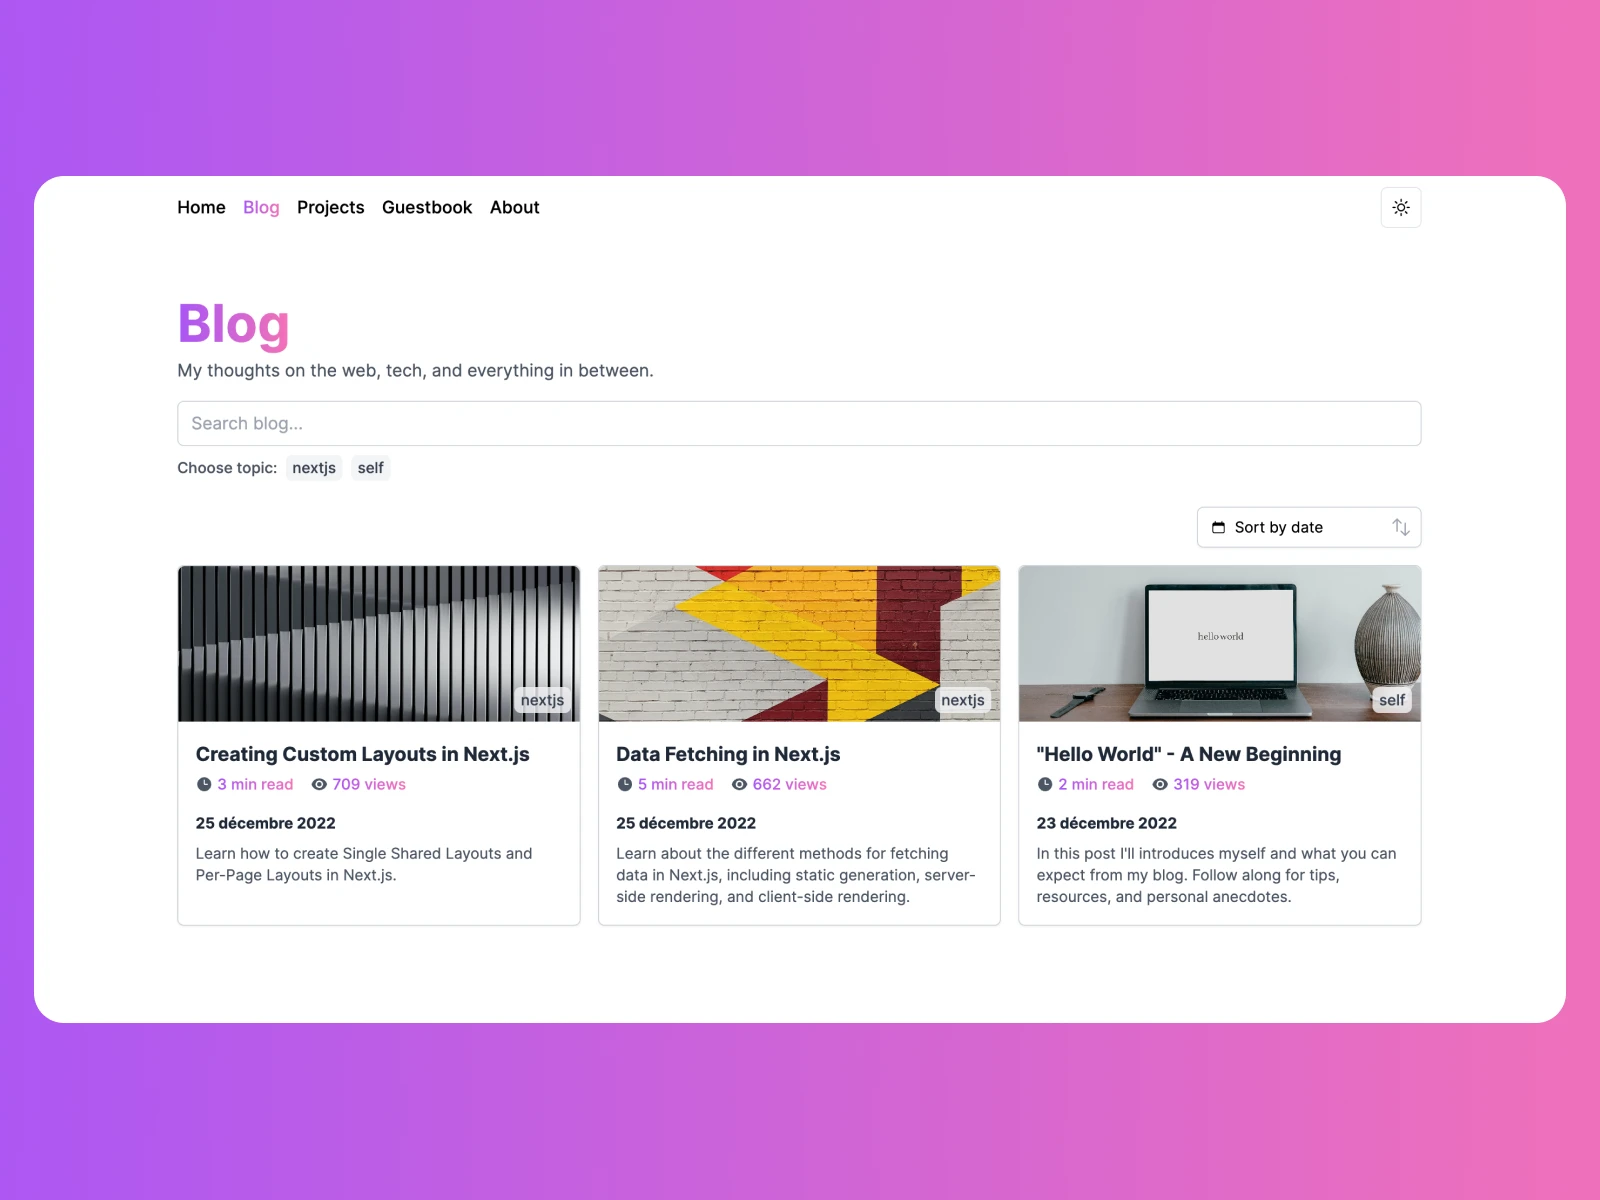 Home Blog Projects Guestbook About
Blog
My thoughts on the web, tech, and everything in between.
Search blog...
Choose topic: nextjs self
Sort by date
nextjs
Creating Custom Layouts in Next.js
3 min read 709 views
25 décembre 2022
Learn how to create Single Shared Layouts and
Per-Page Layouts in Next.js.
nextjs
Data Fetching in Next.js
5 min read 662 views
25 décembre 2022
Learn about the different methods for fetching
data in Next.js, including static generation, server-
side rendering, and client-side rendering.
hello world
self
"Hello World" - A New Beginning
2 min read 319 views
23 décembre 2022
In this post I'll introduces myself and what you can
expect from my blog. Follow along for tips,
resources, and personal anecdotes.